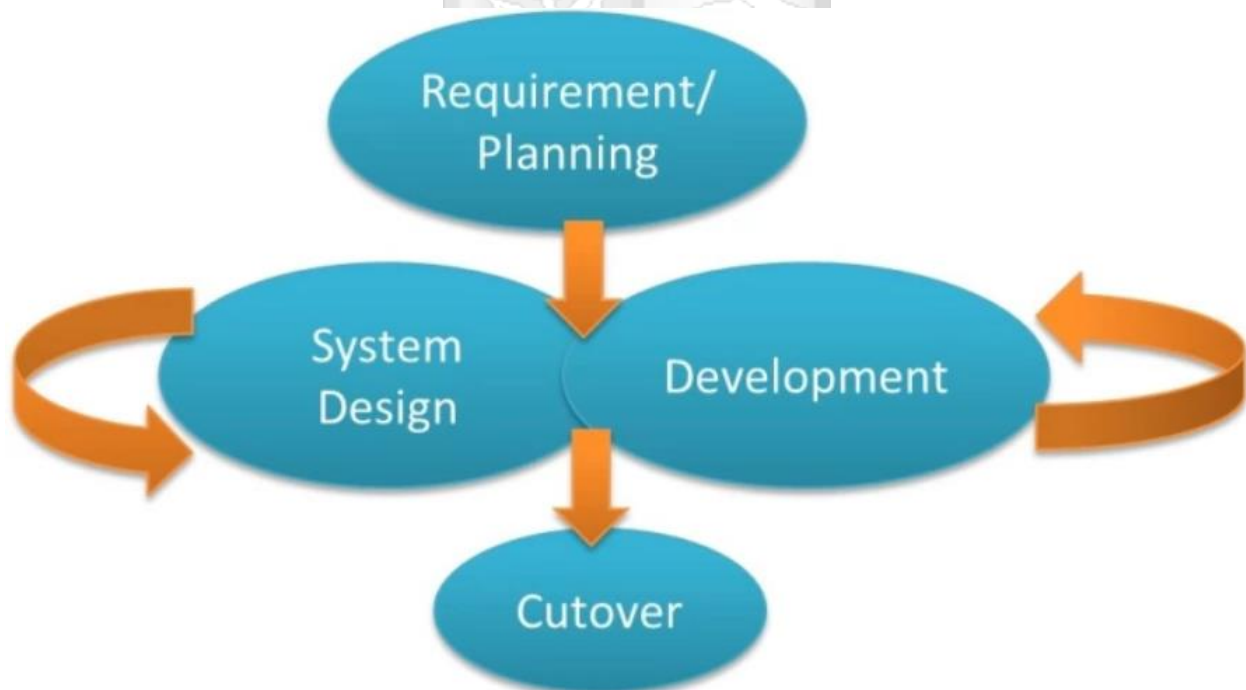 Requirement/
Planning
System
Design
Development
Cutover